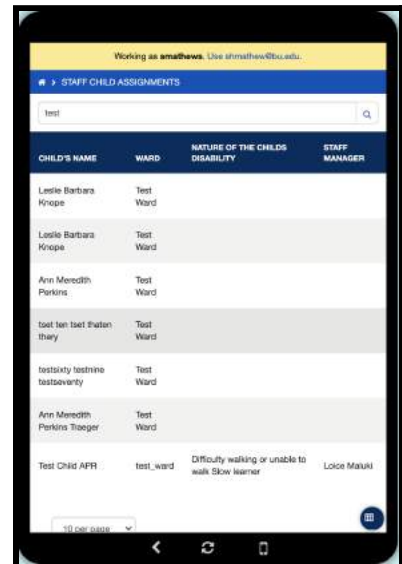 Working as amathews. Use shmathew@bu.edu.
> STAFF CHILD ASSIGNMENTS
test
CHILD'S NAME WARD NATURE OF THE CHILDS DISABILITY STAFF MANAGER
Leslie Barbara Knope Test Ward
Leslie Barbara Knope Test Ward
Ann Meredith Perkins Test Ward
tset ten tset thaten thery Test Ward
testsixty testnine testseventy Test Ward
Ann Meredith Perkins Traeger Test Ward
Test Child APR test_ward Difficulty walking or unable to walk Slow learner Loice Maluki
10 per page